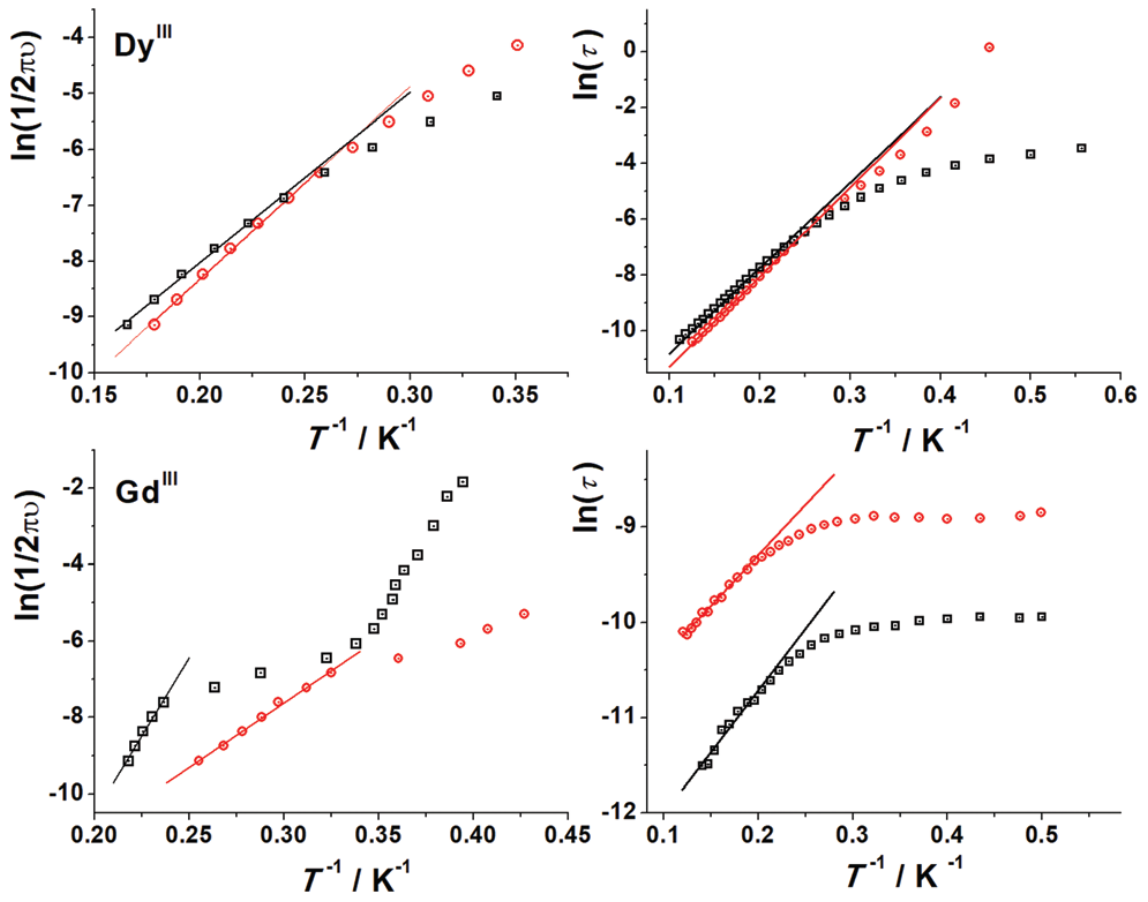 Dy^III
ln(1/2πυ)
-4
-5
-6
-7
-8
-9
-10
0.15 0.20 0.25 0.30 0.35
T^-1 / K^-1
ln(τ)
0
-2
-4
-6
-8
-10
0.1 0.2 0.3 0.4 0.5 0.6
T^-1 / K^-1
Gd^III
ln(1/2πυ)
-2
-4
-6
-8
-10
0.20 0.25 0.30 0.35 0.40 0.45
T^-1 / K^-1
ln(τ)
-9
-10
-11
-12
0.1 0.2 0.3 0.4 0.5
T^-1 / K^-1